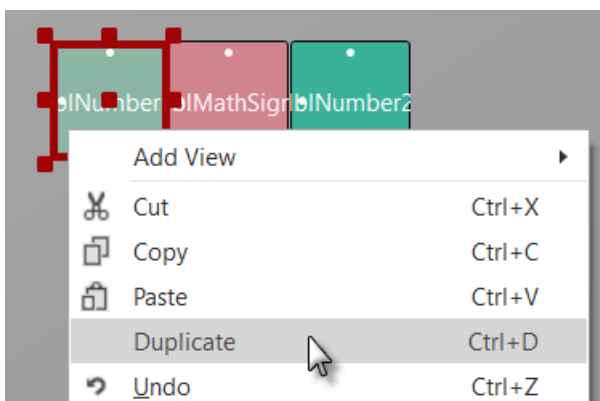 lblNumber lblMathSign lblNumber2
Add View
Cut Ctrl+X
Copy Ctrl+C
Paste Ctrl+V
Duplicate Ctrl+D
Undo Ctrl+Z